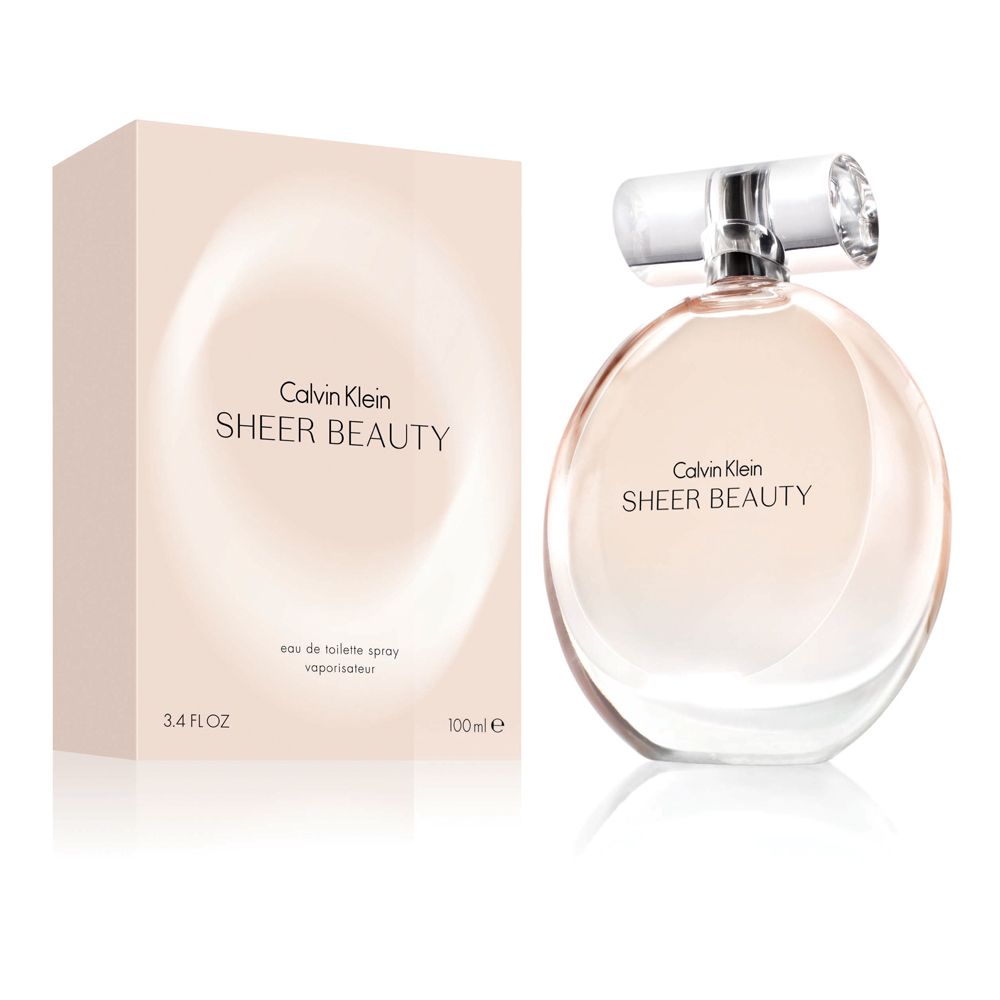 Calvin Klein
SHEER BEAUTY
eau de toilette spray
vaporisateur
3.4 FL OZ
100 ml ℮
Calvin Klein
SHEER BEAUTY